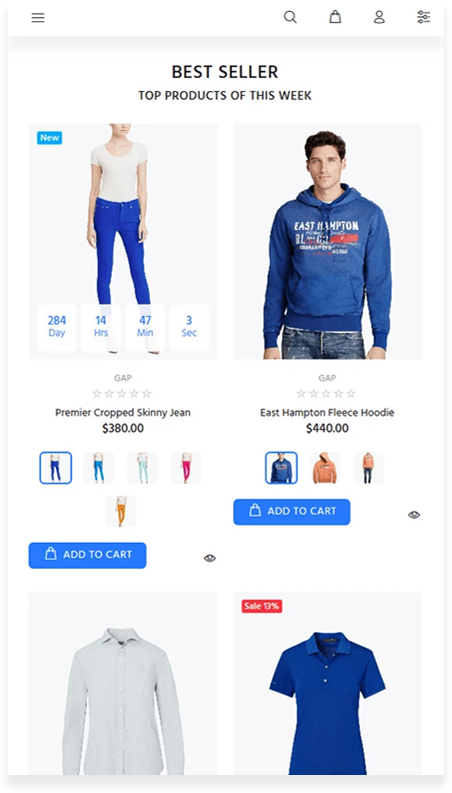 BEST SELLER
TOP PRODUCTS OF THIS WEEK
New
284 14 47 3
Day Hrs Min Sec
EAST HAMPTON
GAP
Premier Cropped Skinny Jean
$380.00
ADD TO CART
GAP
East Hampton Fleece Hoodie
$440.00
ADD TO CART
Sale 13%